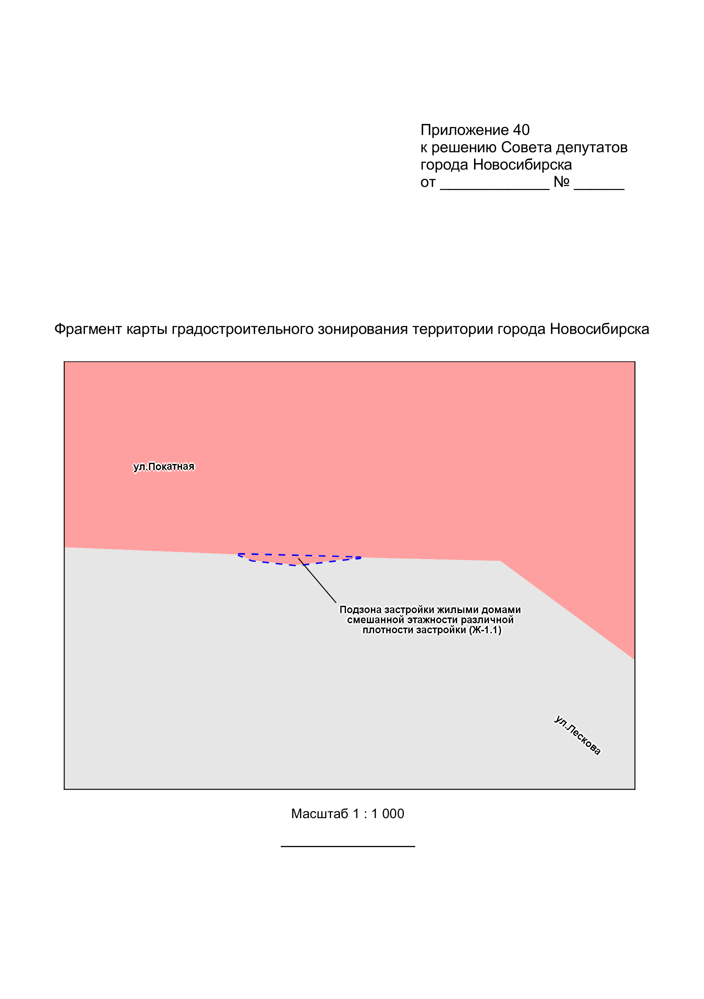 Приложение 40
к решению Совета депутатов
города Новосибирска
от _____________ № ______
Фрагмент карты градостроительного зонирования территории города Новосибирска
ул.Покатная
Подзона застройки жилыми домами
смешанной этажности различной
плотности застройки (Ж-1.1)
ул.Лескова
Масштаб 1 : 1 000